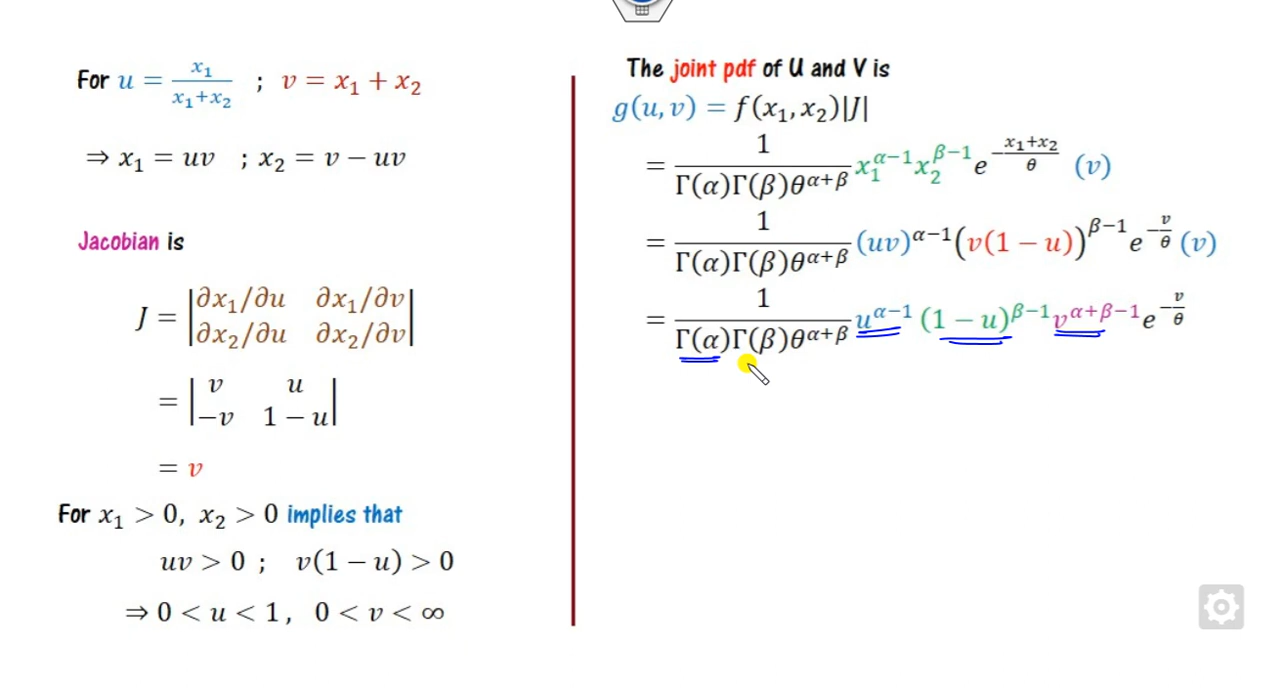 For u = x₁/(x₁+x₂) ; v = x₁ + x₂
⇒ x₁ = uv ; x₂ = v − uv
Jacobian is
J = |∂x₁/∂u ∂x₁/∂v|
|∂x₂/∂u ∂x₂/∂v|
= |v u|
|−v 1 − u|
= v
For x₁ > 0, x₂ > 0 implies that
uv > 0 ; v(1 − u) > 0
⇒ 0 < u < 1, 0 < v < ∞
The joint pdf of U and V is
g(u, v) = f(x₁, x₂)|J|
= 1/(Γ(α)Γ(β)θ^(α+β)) x₁^(α−1) x₂^(β−1) e^(−(x₁+x₂)/θ) (v)
= 1/(Γ(α)Γ(β)θ^(α+β)) (uv)^(α−1) (v(1 − u))^(β−1) e^(−v/θ) (v)
= 1/(Γ(α)Γ(β)θ^(α+β)) u^(α−1) (1 − u)^(β−1) v^(α+β−1) e^(−v/θ)